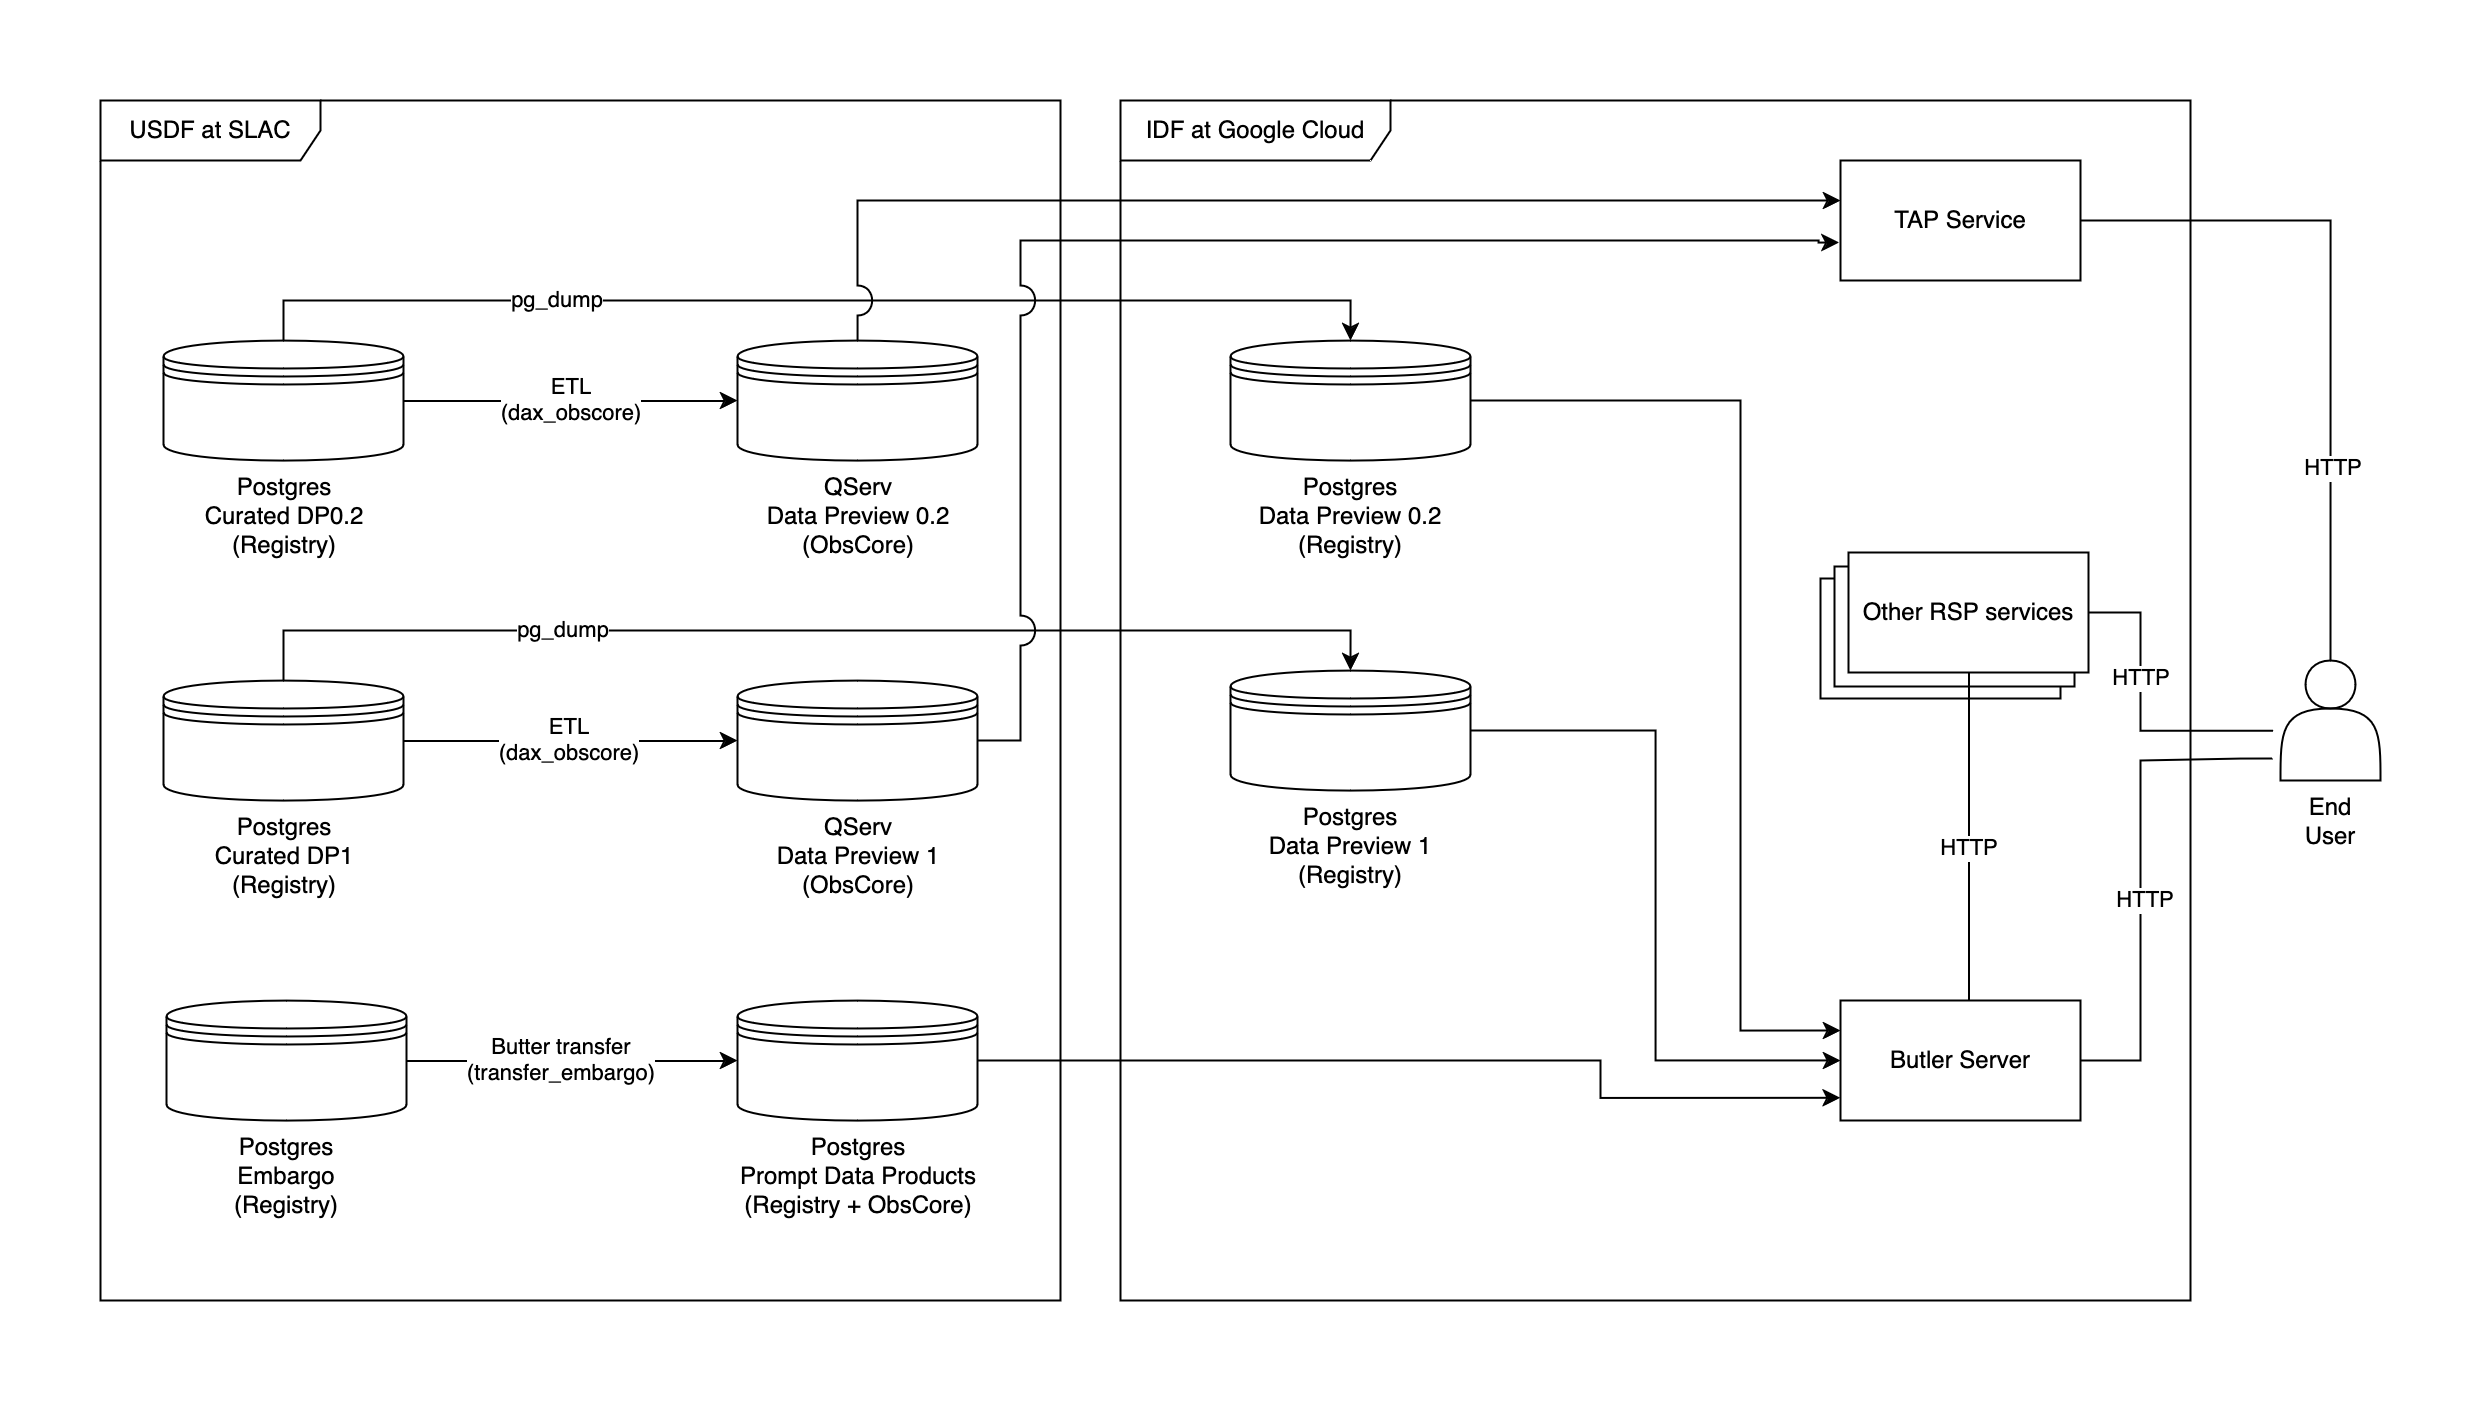 USDF at SLAC
IDF at Google Cloud
TAP Service
pg_dump
ETL
(dax_obscore)
HTTP
Postgres
Curated DP0.2
(Registry)
QServ
Data Preview 0.2
(ObsCore)
Postgres
Data Preview 0.2
(Registry)
Other RSP services
pg_dump
HTTP
ETL
(dax_obscore)
Postgres
Curated DP1
(Registry)
QServ
Data Preview 1
(ObsCore)
Postgres
Data Preview 1
(Registry)
HTTP
End
User
HTTP
Butter transfer
(transfer_embargo)
Butler Server
Postgres
Embargo
(Registry)
Postgres
Prompt Data Products
(Registry + ObsCore)